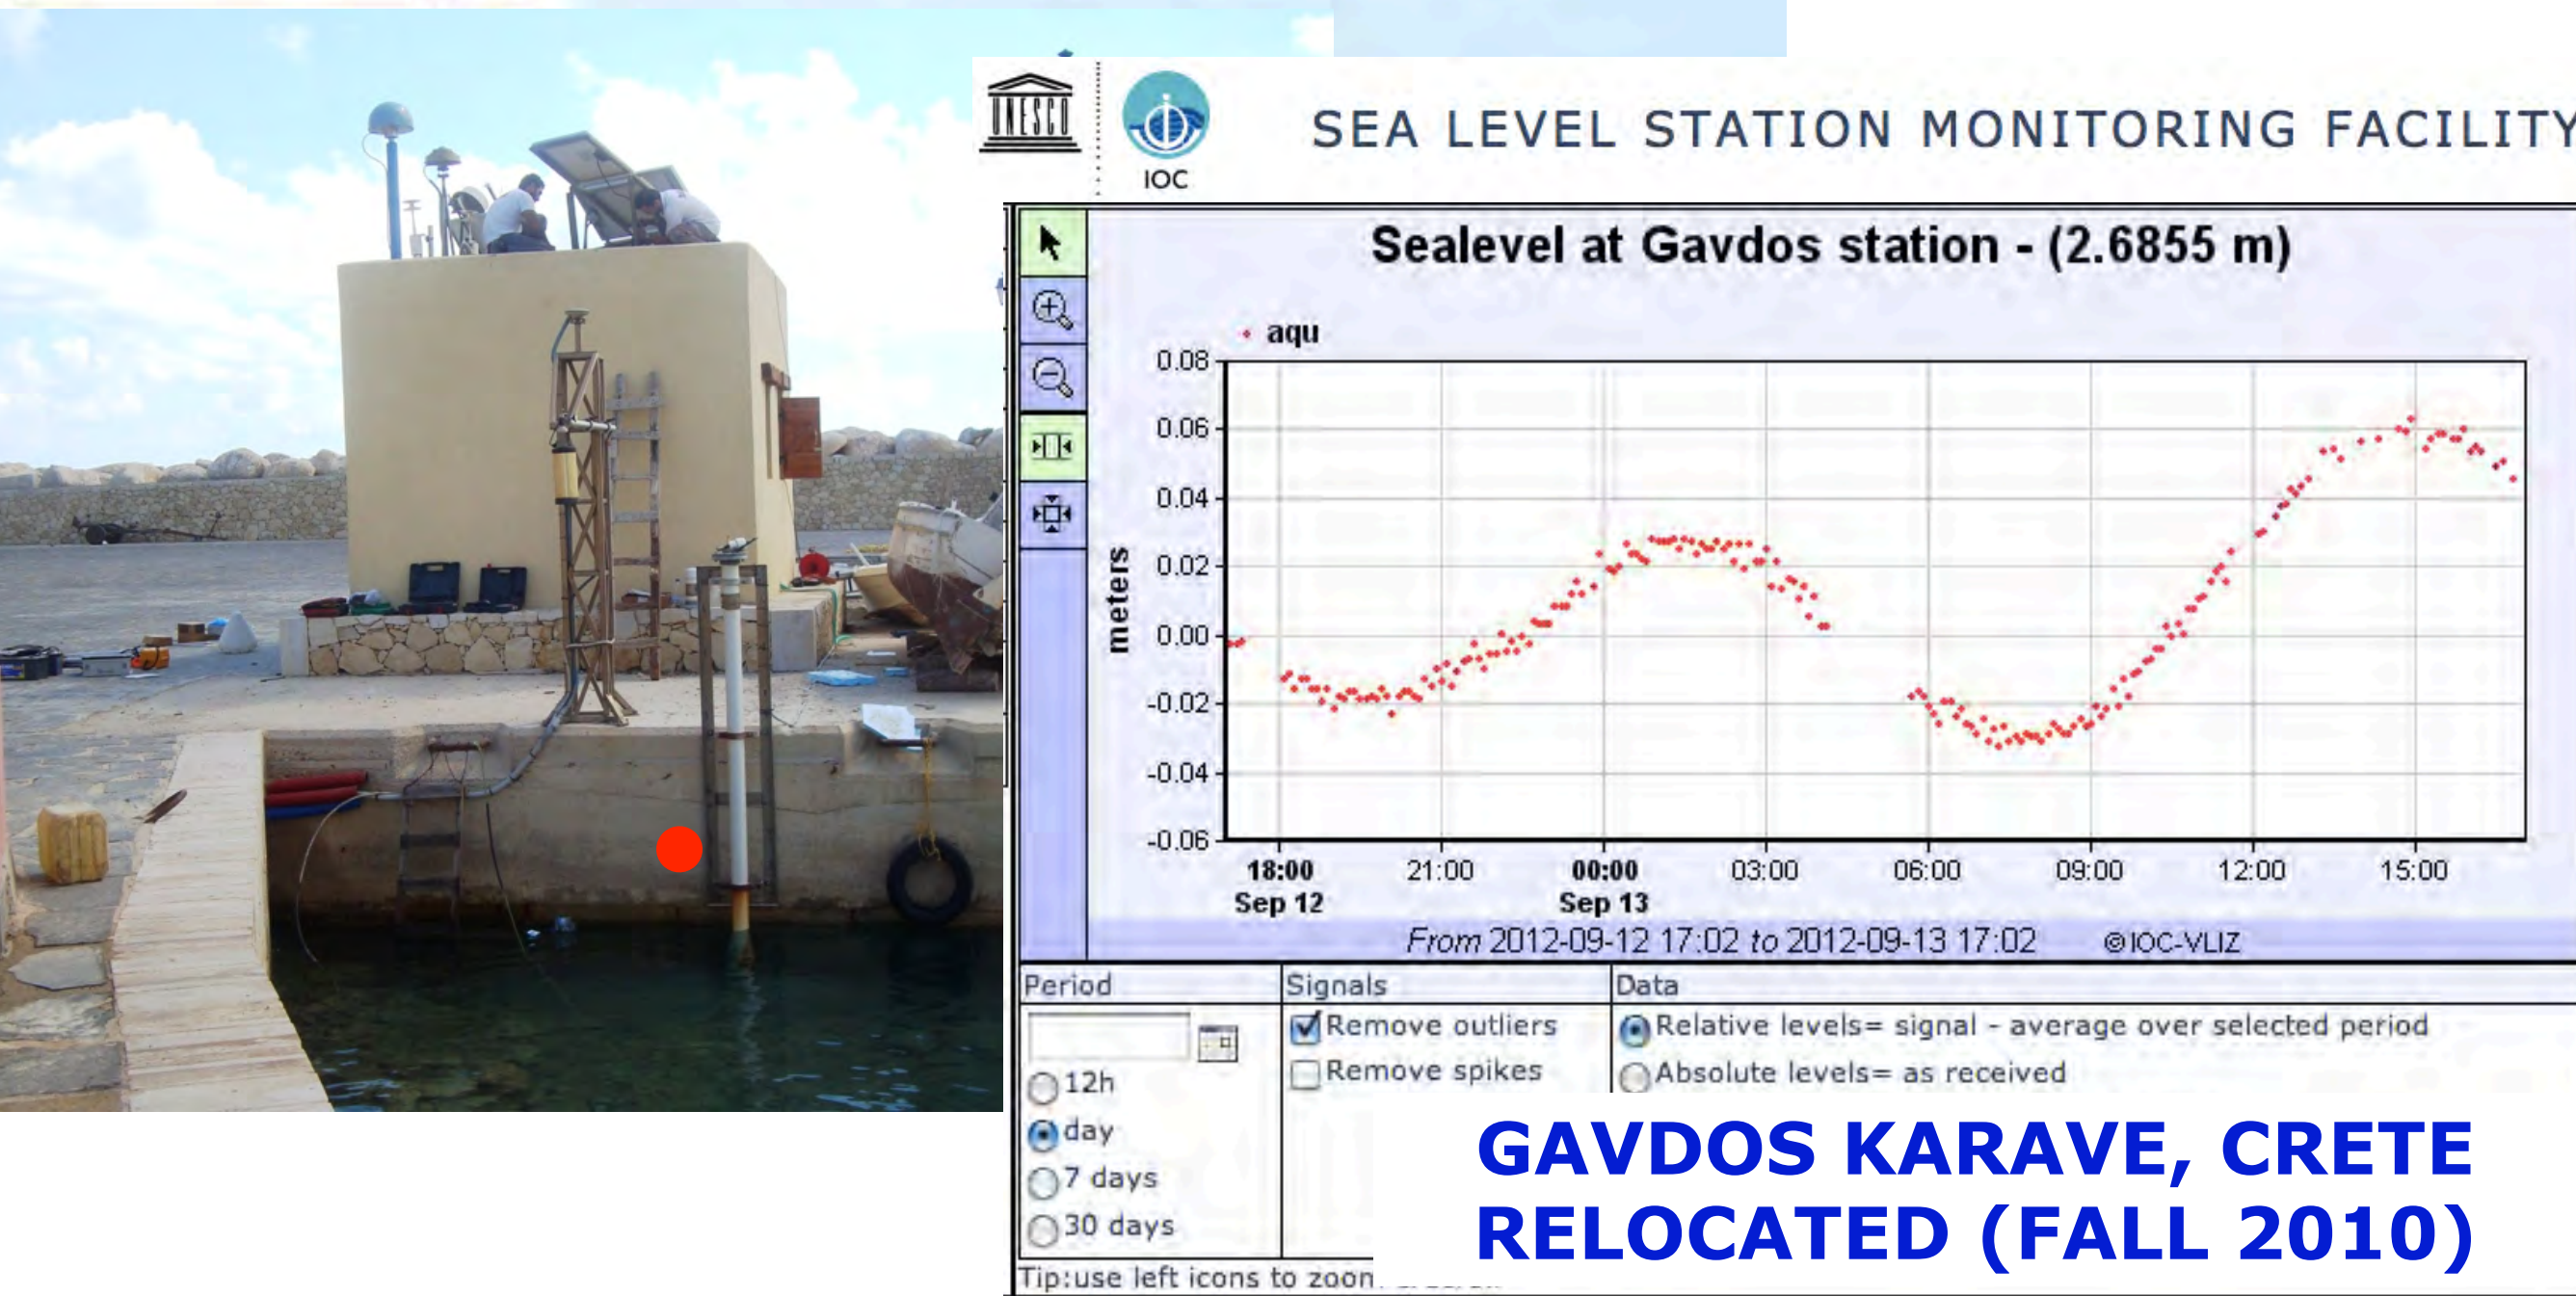 UNESCO
IOC
SEA LEVEL STATION MONITORING FACILITY
Sealevel at Gavdos station - (2.6855 m)
aqu
meters
0.08
0.06
0.04
0.02
0.00
-0.02
-0.04
-0.06
18:00 21:00 00:00 03:00 06:00 09:00 12:00 15:00
Sep 12 Sep 13
From 2012-09-12 17:02 to 2012-09-13 17:02 ©IOC-VLIZ
Period Signals Data
Remove outliers Relative levels= signal - average over selected period
Remove spikes Absolute levels= as received
12h
day
7 days
30 days
Tip:use left icons to zoom
GAVDOS KARAVE, CRETE
RELOCATED (FALL 2010)